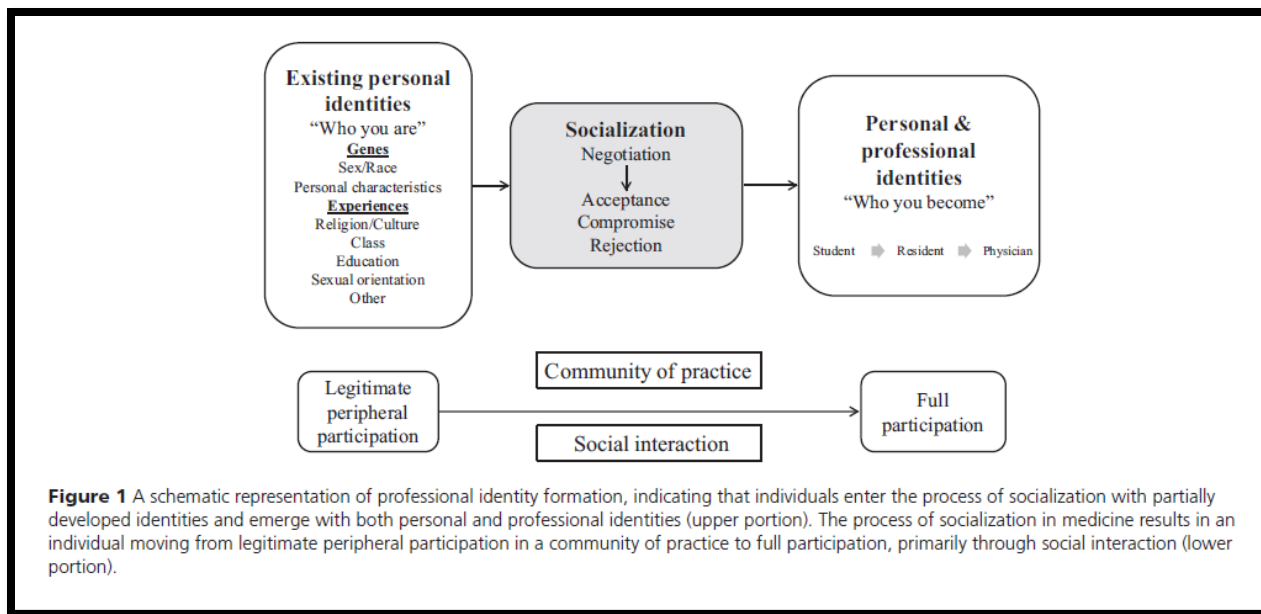 Existing personal
identities
“Who you are”
Genes
Sex/Race
Personal characteristics
Experiences
Religion/Culture
Class
Education
Sexual orientation
Other
Socialization
Negotiation
Acceptance
Compromise
Rejection
Personal &
professional
identities
“Who you become”
Student Resident Physician
Legitimate
peripheral
participation
Community of practice
Social interaction
Full
participation
Figure 1 A schematic representation of professional identity formation, indicating that individuals enter the process of socialization with partially
developed identities and emerge with both personal and professional identities (upper portion). The process of socialization in medicine results in an
individual moving from legitimate peripheral participation in a community of practice to full participation, primarily through social interaction (lower
portion).